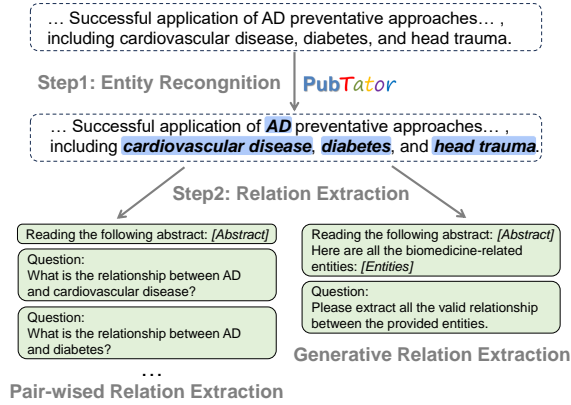 ... Successful application of AD preventative approaches... ,
including cardiovascular disease, diabetes, and head trauma.
Step1: Entity Recongnition
PubTator
... Successful application of AD preventative approaches... ,
including cardiovascular disease, diabetes, and head trauma.
Step2: Relation Extraction
Reading the following abstract: [Abstract]
Question:
What is the relationship between AD
and cardiovascular disease?
Question:
What is the relationship between AD
and diabetes?
...
Pair-wised Relation Extraction
Reading the following abstract: [Abstract]
Here are all the biomedicine-related
entities: [Entities]
Question:
Please extract all the valid relationship
between the provided entities.
Generative Relation Extraction